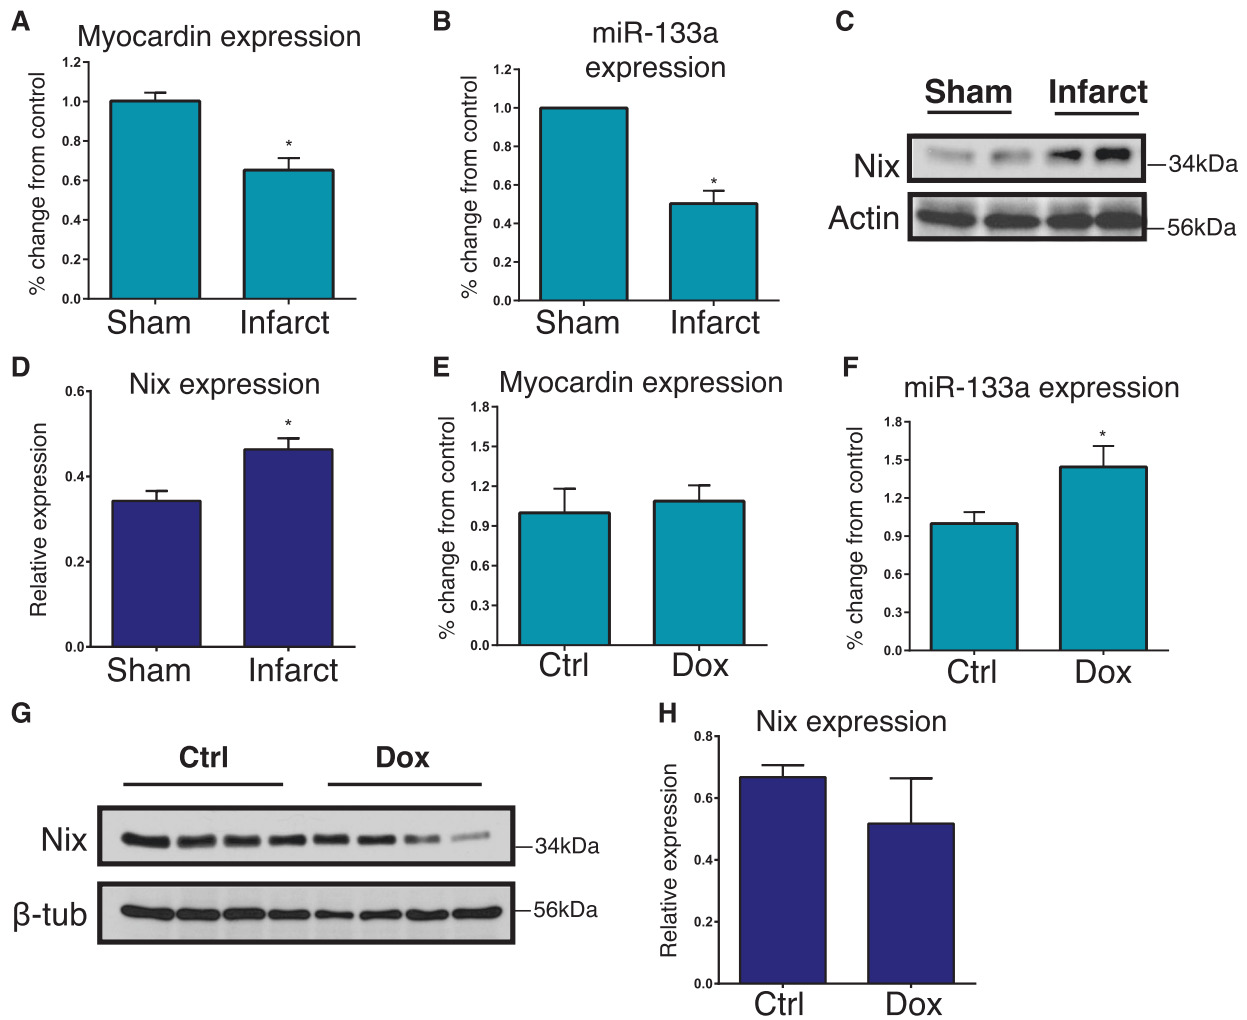 A
Myocardin expression
% change from control
1.2
1.0
0.8
0.6
0.4
0.2
0.0
*
Sham
Infarct
B
miR-133a
expression
% change from control
1.2
1.0
0.8
0.6
0.4
0.2
0.0
*
Sham
Infarct
C
Sham
Infarct
Nix
34kDa
Actin
56kDa
D
Nix expression
Relative expression
0.6
0.4
0.2
0.0
*
Sham
Infarct
E
Myocardin expression
% change from control
1.8
1.5
1.2
0.9
0.6
0.3
0.0
Ctrl
Dox
F
miR-133a expression
% change from control
1.8
1.5
1.2
0.9
0.6
0.3
0.0
*
Ctrl
Dox
G
Ctrl
Dox
Nix
34kDa
β-tub
56kDa
H
Nix expression
Relative expression
0.8
0.6
0.4
0.2
0.0
Ctrl
Dox